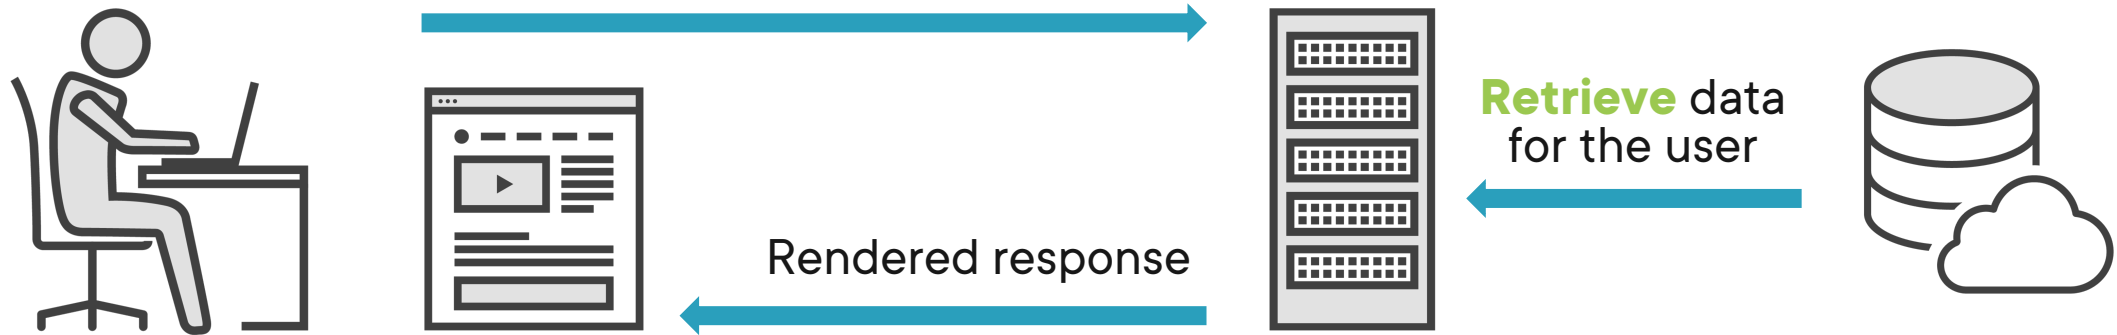 Retrieve data
for the user
Rendered response